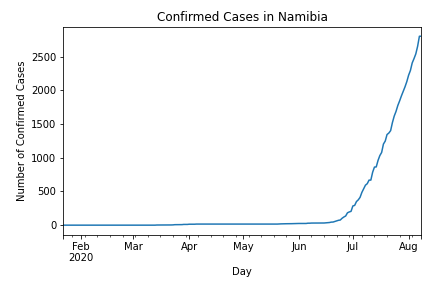 Confirmed Cases in Namibia
Number of Confirmed Cases
2500
2000
1500
1000
500
0
Feb Mar Apr May Jun Jul Aug
2020
Day